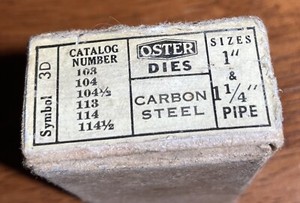 Symbol 3D
CATALOG
NUMBER
103
104
104½
113
114
114½
OSTER
DIES
CARBON
STEEL
SIZES
1"
&
1¼"
PIPE